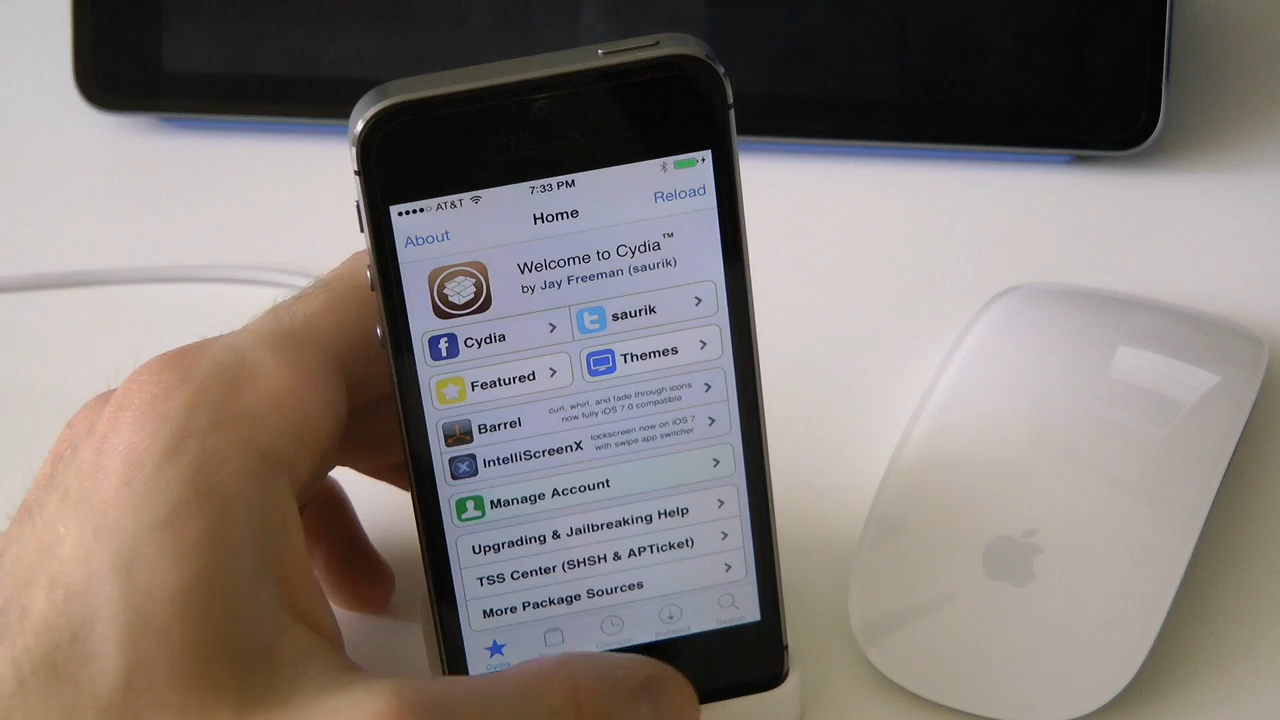 AT&T 7:33 PM
About Home Reload
Welcome to Cydia™
by Jay Freeman (saurik)
Cydia
saurik
Featured
Themes
Barrel
curl, whirl, and fade through icons
now fully iOS 7.0 compatible
IntelliScreenX
lockscreen now on iOS 7
with swipe app switcher
Manage Account
Upgrading & Jailbreaking Help
TSS Center (SHSH & APTicket)
More Package Sources
Cydia